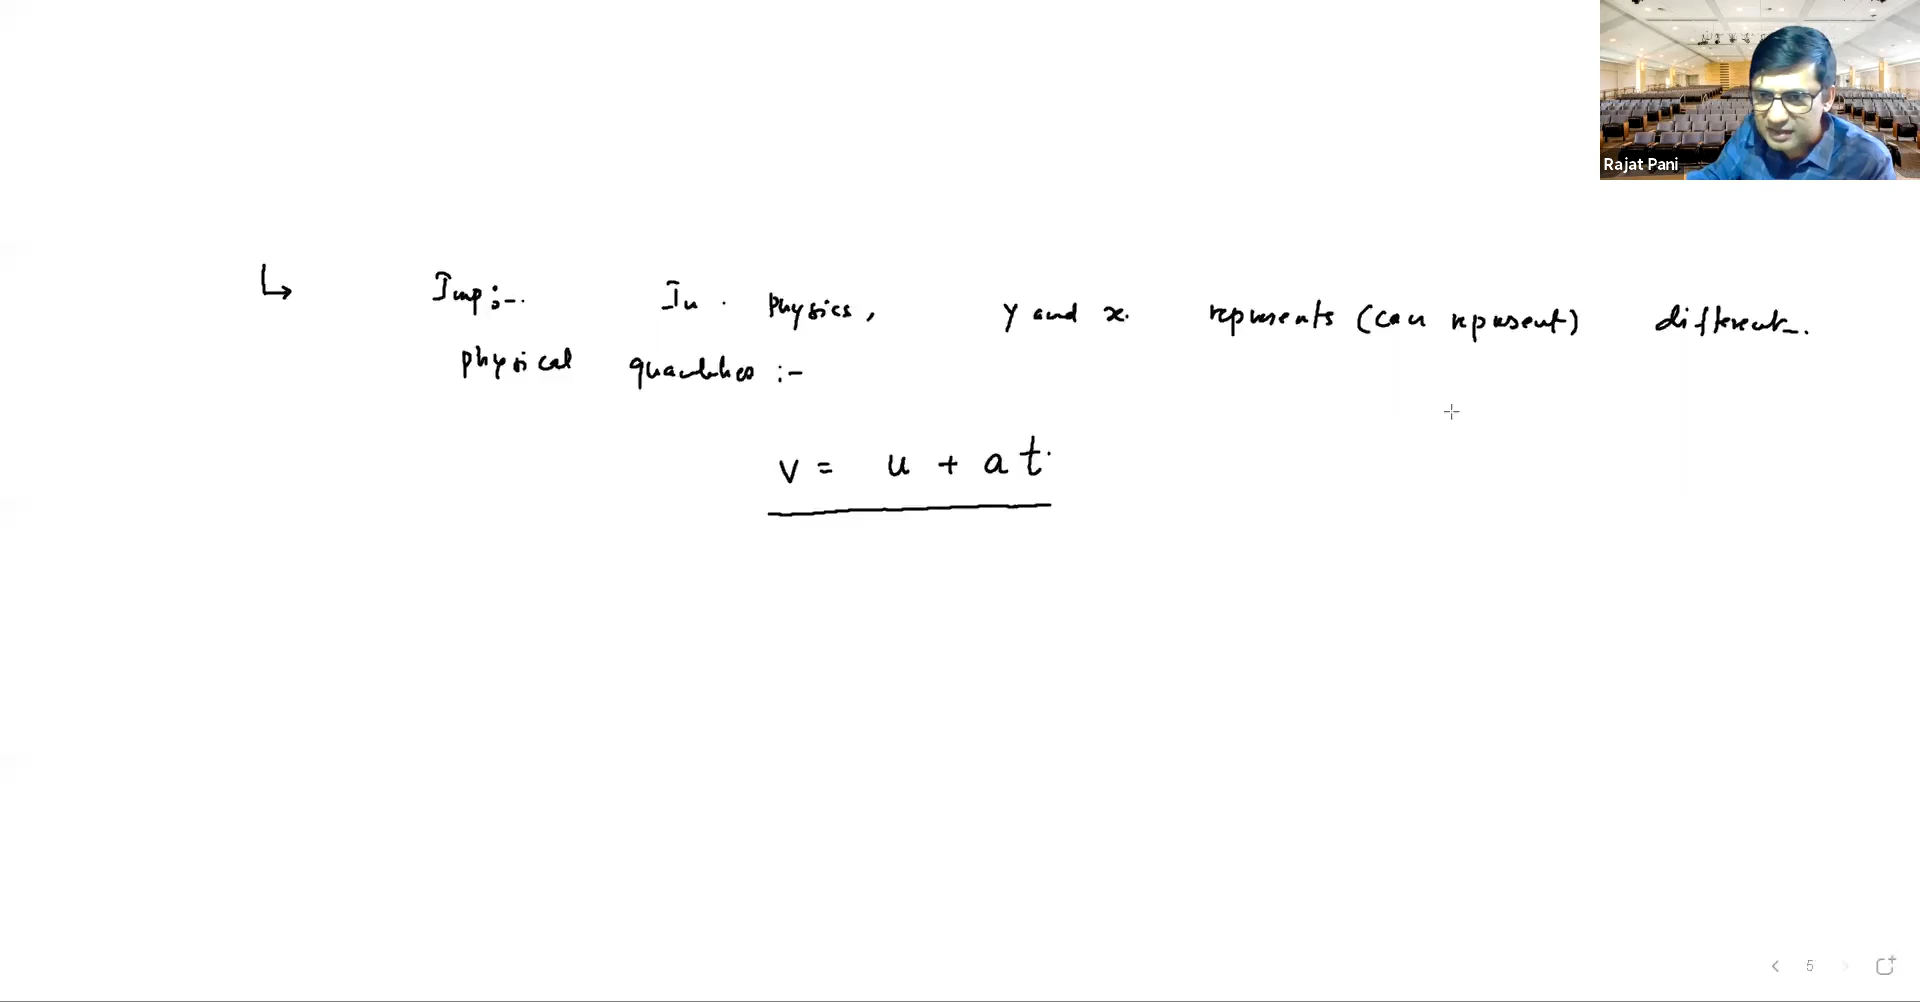 Rajat Pani
↳ Imp:- In physics, y and x represents (can represent) different
physical quantities :-
v = u + at
5